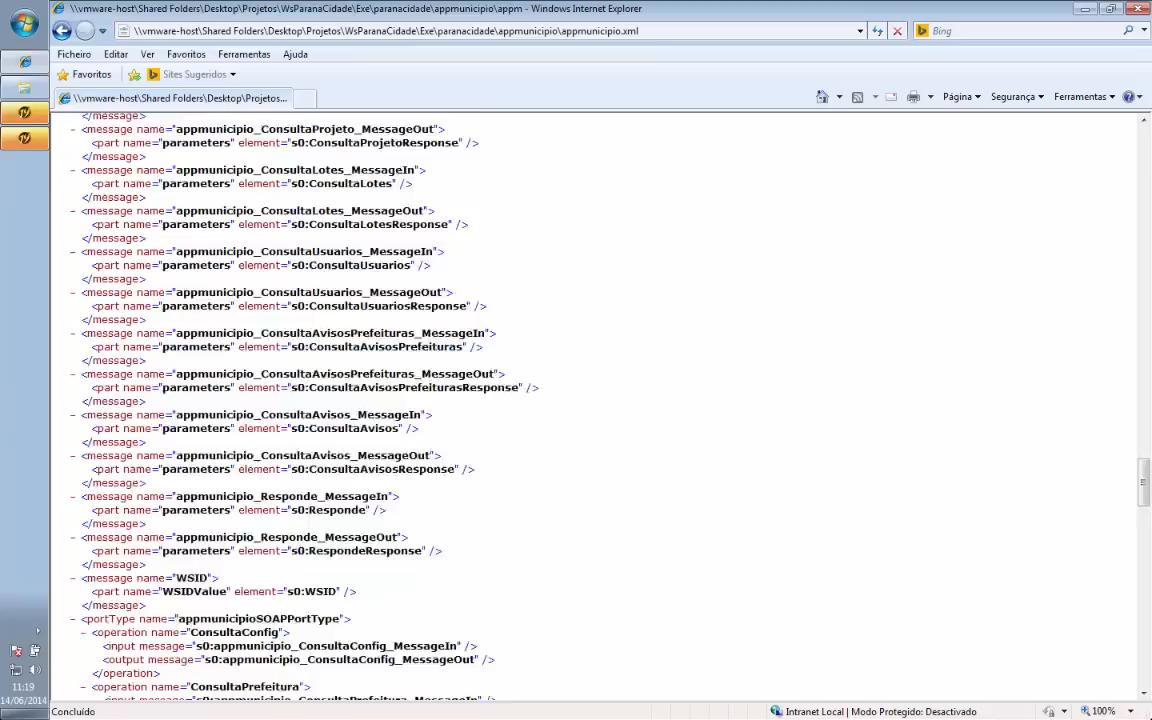 \\vmware-host\Shared Folders\Desktop\Projetos\WsParanaCidade\Exe\paranacidade\appmunicipio\appm - Windows Internet Explorer
\\vmware-host\Shared Folders\Desktop\Projetos\WsParanaCidade\Exe\paranacidade\appmunicipio\appmunicipio.xml
Bing
Ficheiro Editar Ver Favoritos Ferramentas Ajuda
Favoritos Sites Sugeridos
\\vmware-host\Shared Folders\Desktop\Projetos...
Página Segurança Ferramentas
</message>
- <message name="appmunicipio_ConsultaProjeto_MessageOut">
<part name="parameters" element="s0:ConsultaProjetoResponse" />
</message>
- <message name="appmunicipio_ConsultaLotes_MessageIn">
<part name="parameters" element="s0:ConsultaLotes" />
</message>
- <message name="appmunicipio_ConsultaLotes_MessageOut">
<part name="parameters" element="s0:ConsultaLotesResponse" />
</message>
- <message name="appmunicipio_ConsultaUsuarios_MessageIn">
<part name="parameters" element="s0:ConsultaUsuarios" />
</message>
- <message name="appmunicipio_ConsultaUsuarios_MessageOut">
<part name="parameters" element="s0:ConsultaUsuariosResponse" />
</message>
- <message name="appmunicipio_ConsultaAvisosPrefeituras_MessageIn">
<part name="parameters" element="s0:ConsultaAvisosPrefeituras" />
</message>
- <message name="appmunicipio_ConsultaAvisosPrefeituras_MessageOut">
<part name="parameters" element="s0:ConsultaAvisosPrefeiturasResponse" />
</message>
- <message name="appmunicipio_ConsultaAvisos_MessageIn">
<part name="parameters" element="s0:ConsultaAvisos" />
</message>
- <message name="appmunicipio_ConsultaAvisos_MessageOut">
<part name="parameters" element="s0:ConsultaAvisosResponse" />
</message>
- <message name="appmunicipio_Responde_MessageIn">
<part name="parameters" element="s0:Responde" />
</message>
- <message name="appmunicipio_Responde_MessageOut">
<part name="parameters" element="s0:RespondeResponse" />
</message>
- <message name="WSID">
<part name="WSIDValue" element="s0:WSID" />
</message>
- <portType name="appmunicipioSOAPPortType">
- <operation name="ConsultaConfig">
<input message="s0:appmunicipio_ConsultaConfig_MessageIn" />
<output message="s0:appmunicipio_ConsultaConfig_MessageOut" />
</operation>
- <operation name="ConsultaPrefeitura">
<input message="s0:appmunicipio_ConsultaPrefeitura_MessageIn" />
11:19
14/06/2014
Concluído
Intranet Local | Modo Protegido: Desactivado
100%